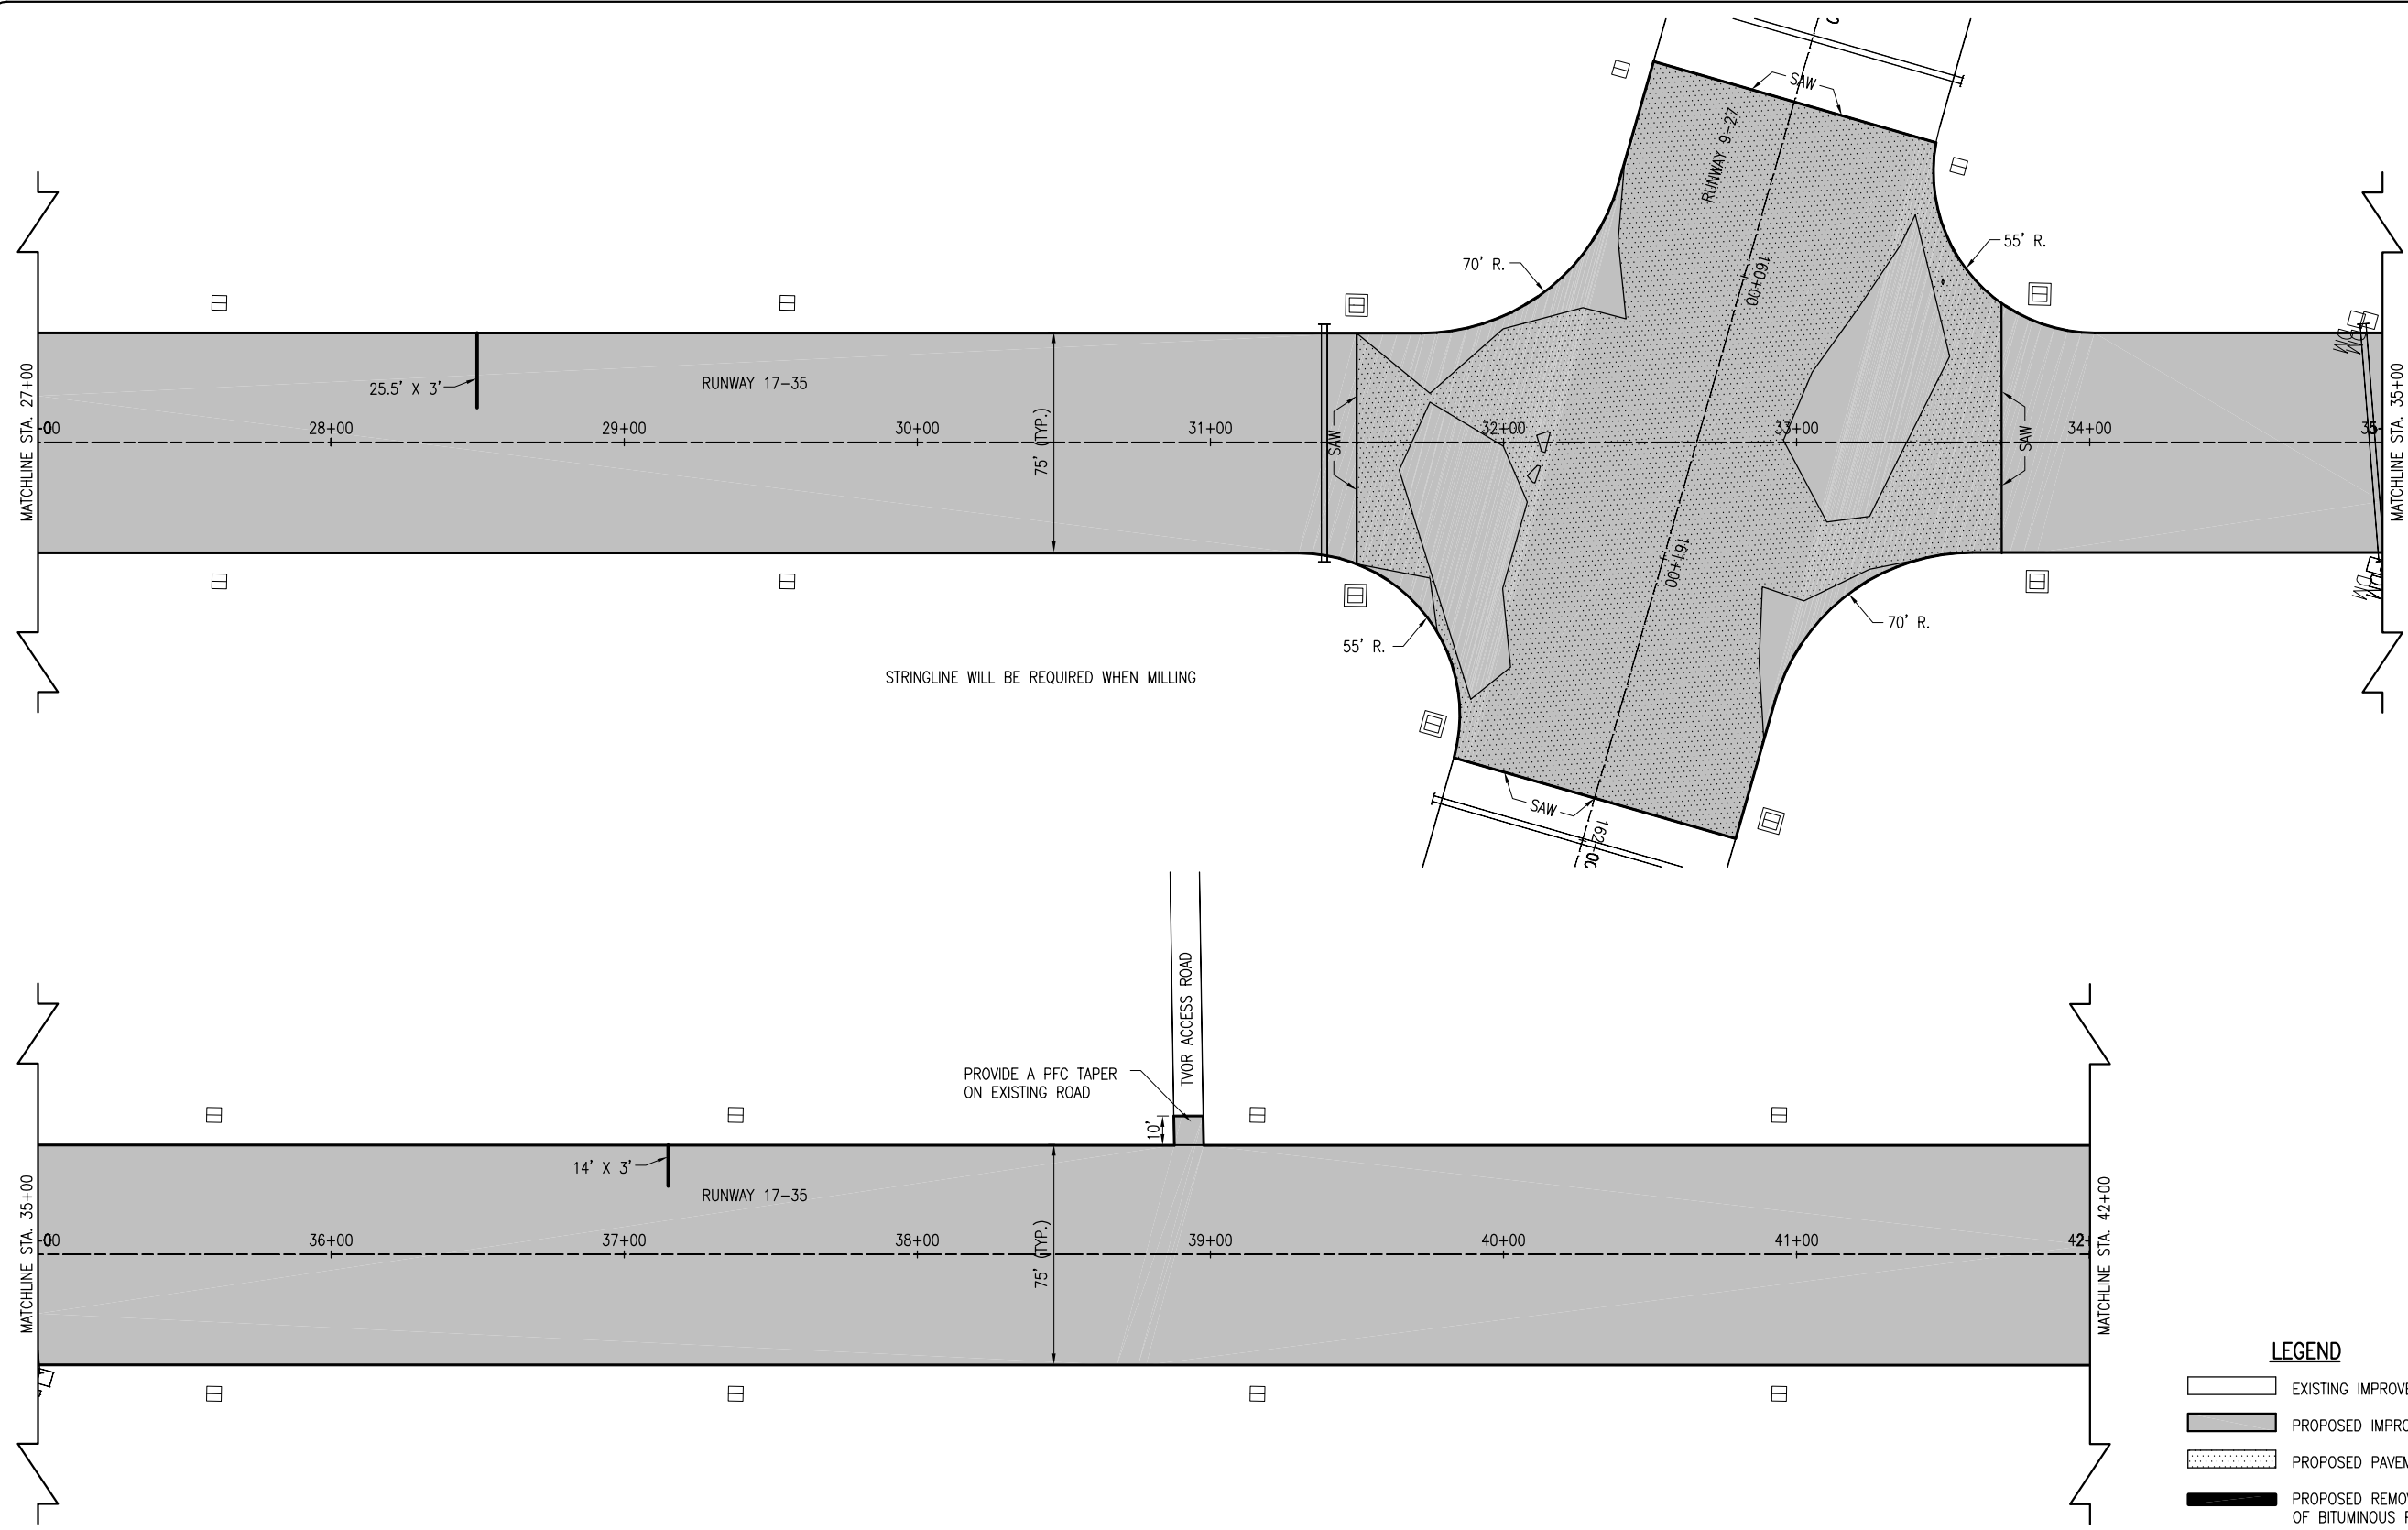 SAW
RUNWAY 9-27
55' R.
70' R.
160+00
MATCHLINE STA. 27+00
25.5' X 3'
RUNWAY 17-35
75' (TYP.)
28+00
29+00
30+00
31+00
32+00
33+00
34+00
SAW
SAW
MATCHLINE STA. 35+00
161+00
55' R.
70' R.
STRINGLINE WILL BE REQUIRED WHEN MILLING
SAW
162+00
TVOR ACCESS ROAD
PROVIDE A PFC TAPER
ON EXISTING ROAD
10'
MATCHLINE STA. 35+00
14' X 3'
RUNWAY 17-35
75' (TYP.)
36+00
37+00
38+00
39+00
40+00
41+00
42
MATCHLINE STA. 42+00
LEGEND
EXISTING
PROPOSED
PROPOSED
PROPOSED
OF BITUMINOUS